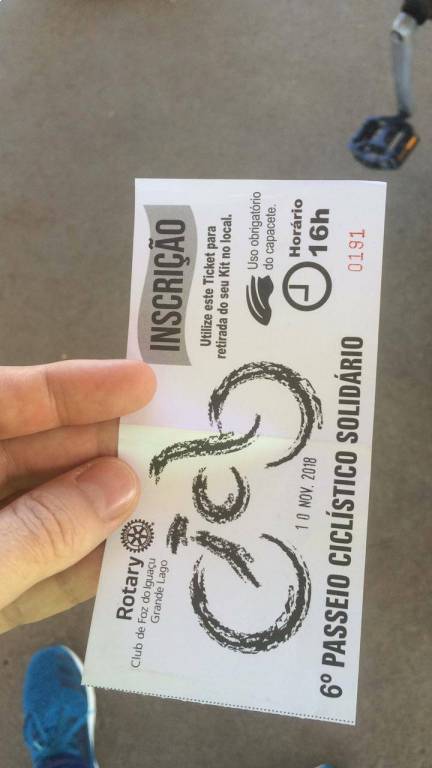 Rotary
Club de Foz do Iguaçu
Grande Lago
INSCRIÇÃO
Utilize este Ticket para
retirada do seu Kit no local.
Uso obrigatório
do capacete.
Horário
16h
Ciclo
10 NOV. 2018
0191
6º PASSEIO CICLÍSTICO SOLIDÁRIO